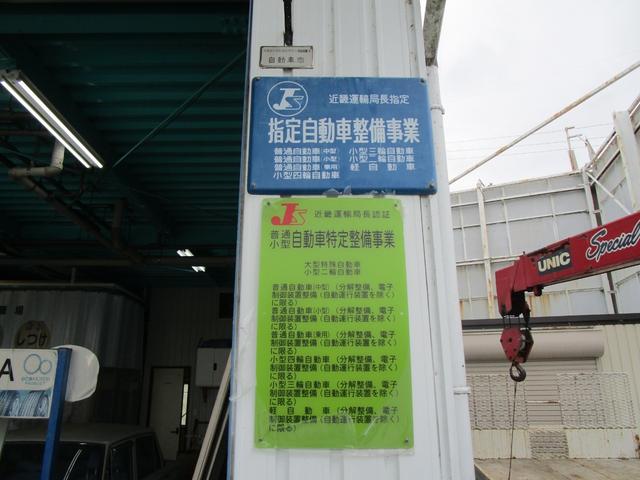 自動車市
JS
近畿運輸局長指定
指定自動車整備事業
普通自動車(中型) 小型三輪自動車
普通自動車(小型) 小型二輪自動車
普通自動車(乗用) 軽自動車
小型四輪自動車
JS
近畿運輸局長認証
普通
小型 自動車特定整備事業
大型特殊自動車
小型二輪自動車
普通自動車(中型)(分解整備、電子
制御装置整備(自動運行装置を除く)
に限る)
普通自動車(小型)(分解整備、電子
制御装置整備(自動運行装置を除く)
に限る)
普通自動車(乗用)(分解整備、電子
制御装置整備(自動運行装置を除く)
に限る)
小型四輪自動車(分解整備、電子
制御装置整備(自動運行装置を除く)
に限る)
小型三輪自動車(分解整備、電子
制御装置整備(自動運行装置を除く)
に限る)
軽自動車(分解整備、電子
制御装置整備(自動運行装置を除く)
に限る)
UNIC
Special
場
しつけ
A